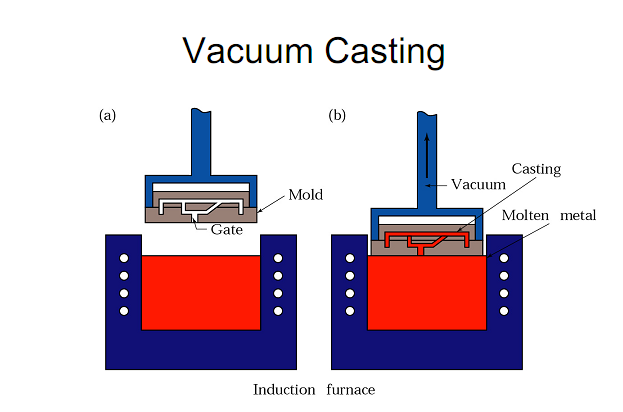 Vacuum Casting
(a)
(b)
Casting
Vacuum
Mold
Molten metal
Gate
Induction furnace